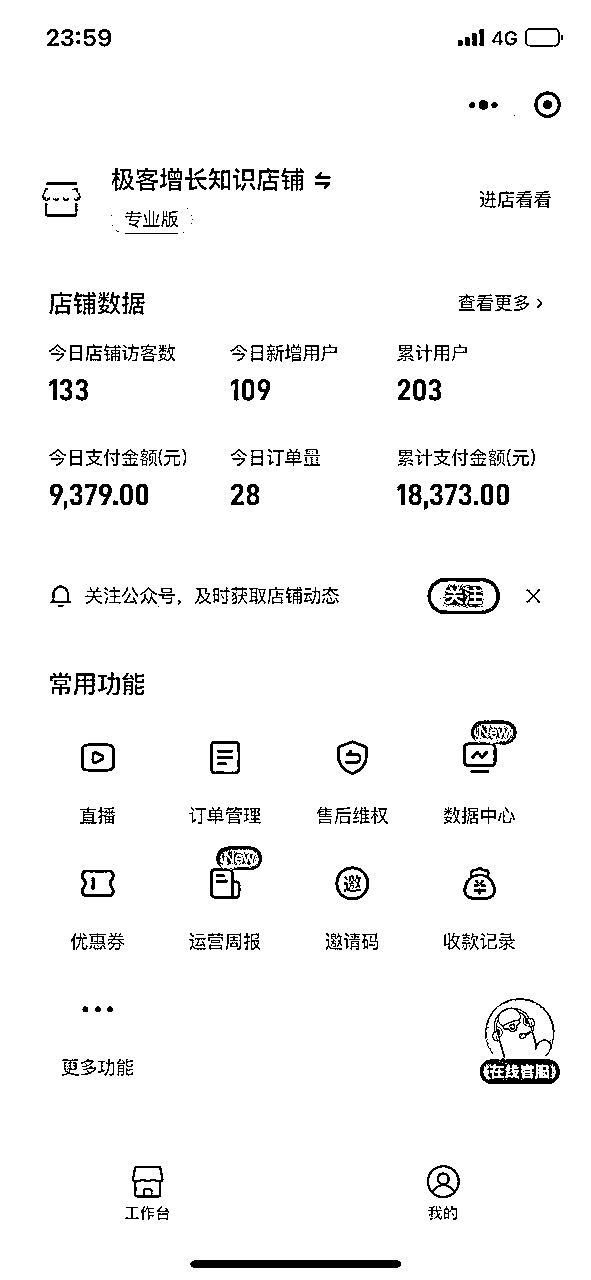 23:59
4G
极客增长知识店铺
专业版
进店看看
店铺数据
查看更多 >
今日店铺访客数 今日新增用户 累计用户
133 109 203
今日支付金额(元) 今日订单量 累计支付金额(元)
9,379.00 28 18,373.00
关注公众号，及时获取店铺动态
关注
常用功能
New
直播 订单管理 售后维权 数据中心
New
邀
优惠券 运营周报 邀请码 收款记录
更多功能
在线客服
工作台 我的